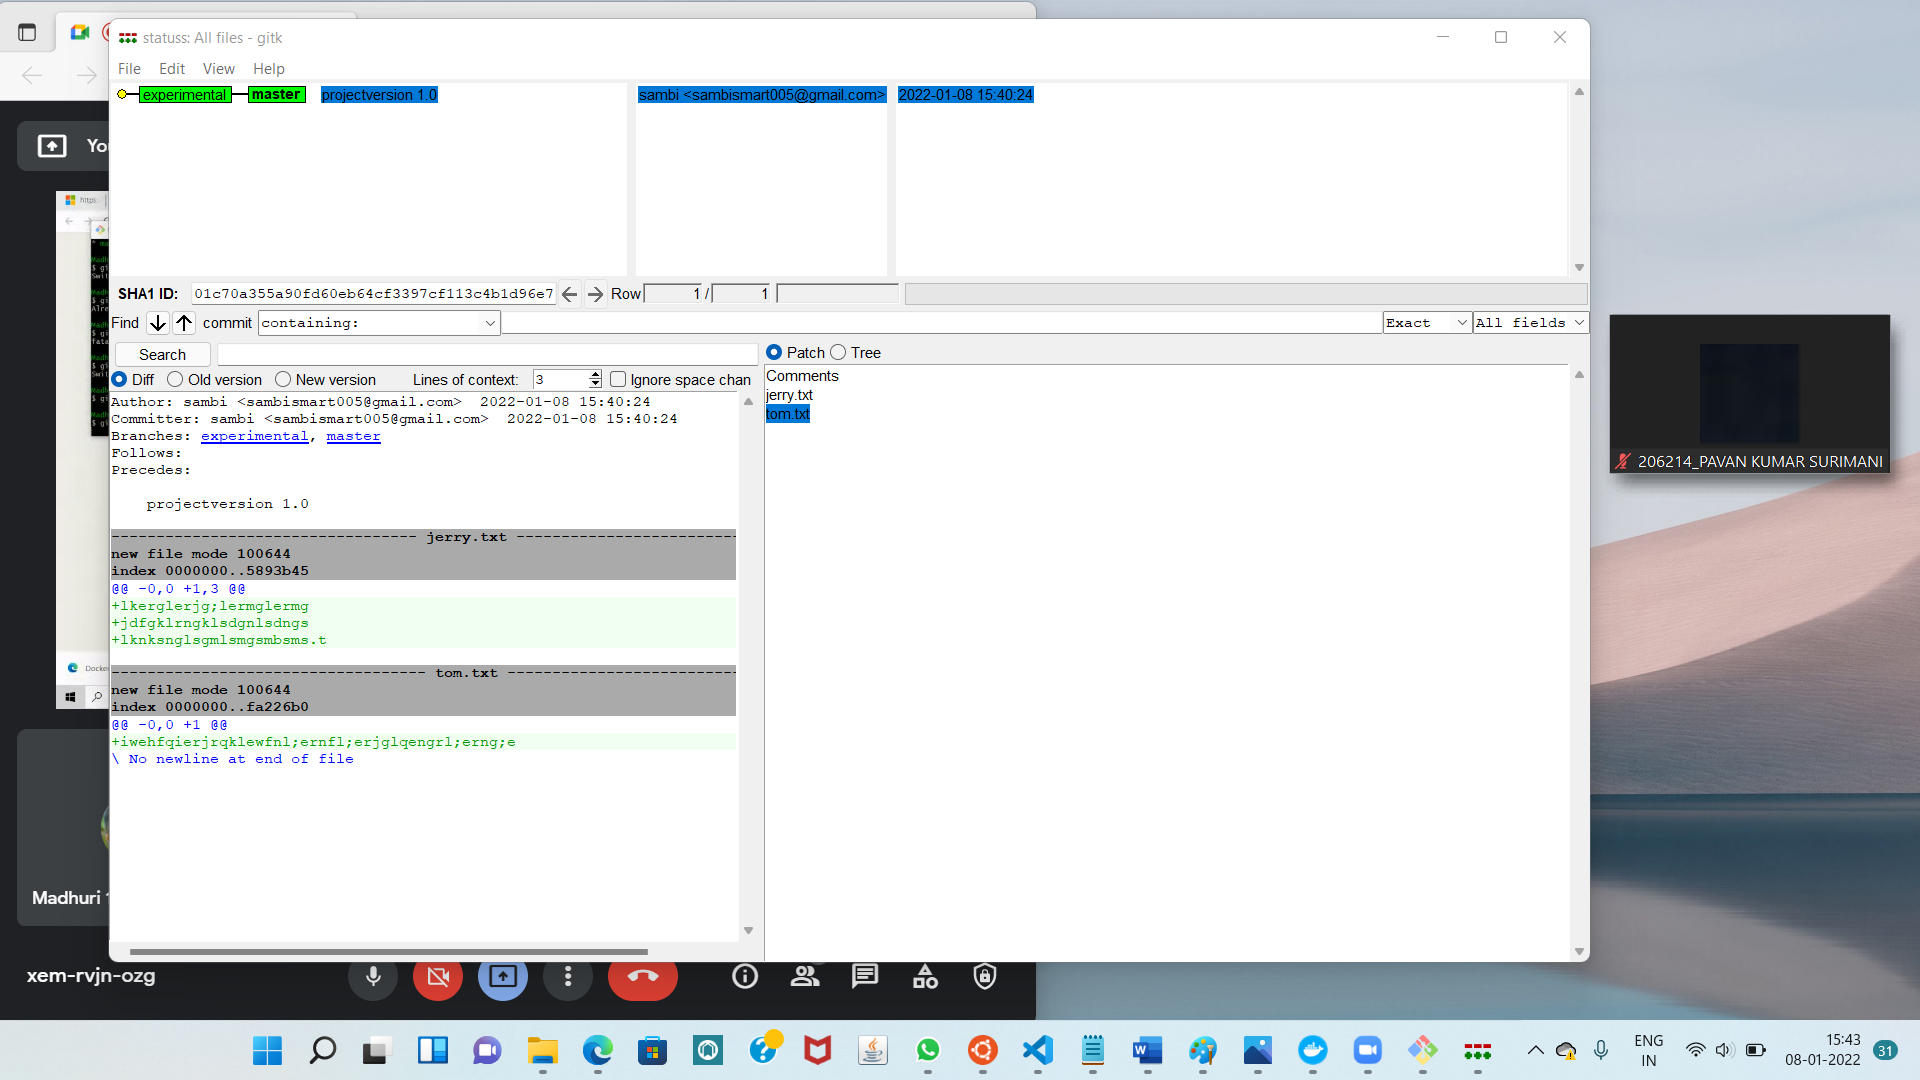 statuss: All files - gitk
File Edit View Help
experimental master projectversion 1.0 sambi <sambismart005@gmail.com> 2022-01-08 15:40:24
You
https
SHA1 ID: 01c70a355a90fd60eb64cf3397cf113c4b1d96e7 Row 1 / 1
Find commit containing: Exact All fields
Search
Patch Tree
Diff Old version New version Lines of context: 3 Ignore space chan
Author: sambi <sambismart005@gmail.com> 2022-01-08 15:40:24
Committer: sambi <sambismart005@gmail.com> 2022-01-08 15:40:24
Branches: experimental, master
Follows:
Precedes:
projectversion 1.0
---------------------------------- jerry.txt -------------------------
new file mode 100644
index 0000000..5893b45
@@ -0,0 +1,3 @@
+lkerglerjg;lermglermg
+jdfgklrngklsdgnlsdngs
+lknksnglsgmlsmgsmbsms.t
----------------------------------- tom.txt --------------------------
new file mode 100644
index 0000000..fa226b0
@@ -0,0 +1 @@
+iwehfqierjrqklewfnl;ernfl;erjglqengrl;erng;e
\ No newline at end of file
Comments
jerry.txt
tom.txt
206214_PAVAN KUMAR SURIMANI
Docke
Madhuri
xem-rvjn-ozg
ENG
IN
15:43
08-01-2022
31